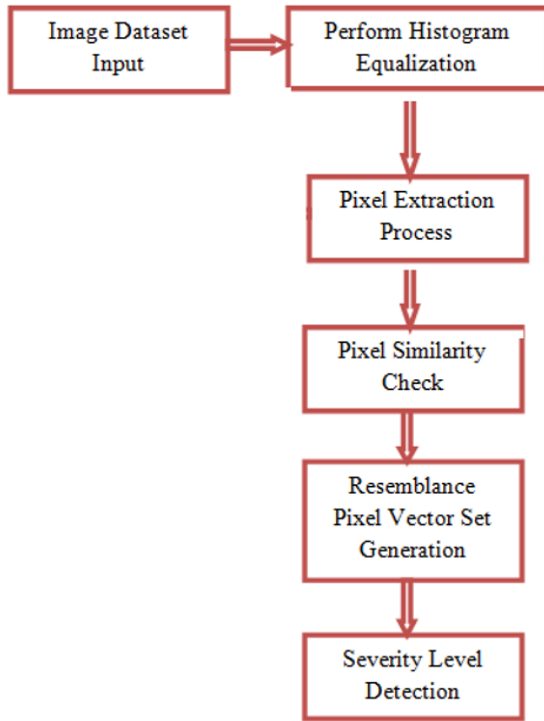 Image Dataset
Input
Perform Histogram
Equalization
Pixel Extraction
Process
Pixel Similarity
Check
Resemblance
Pixel Vector Set
Generation
Severity Level
Detection